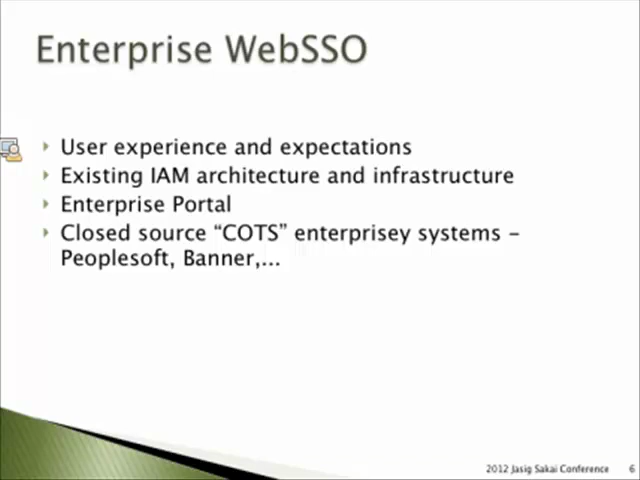 Enterprise WebSSO
User experience and expectations
Existing IAM architecture and infrastructure
Enterprise Portal
Closed source “COTS” enterprisey systems –
Peoplesoft, Banner,...
2012 Jasig Sakai Conference 6